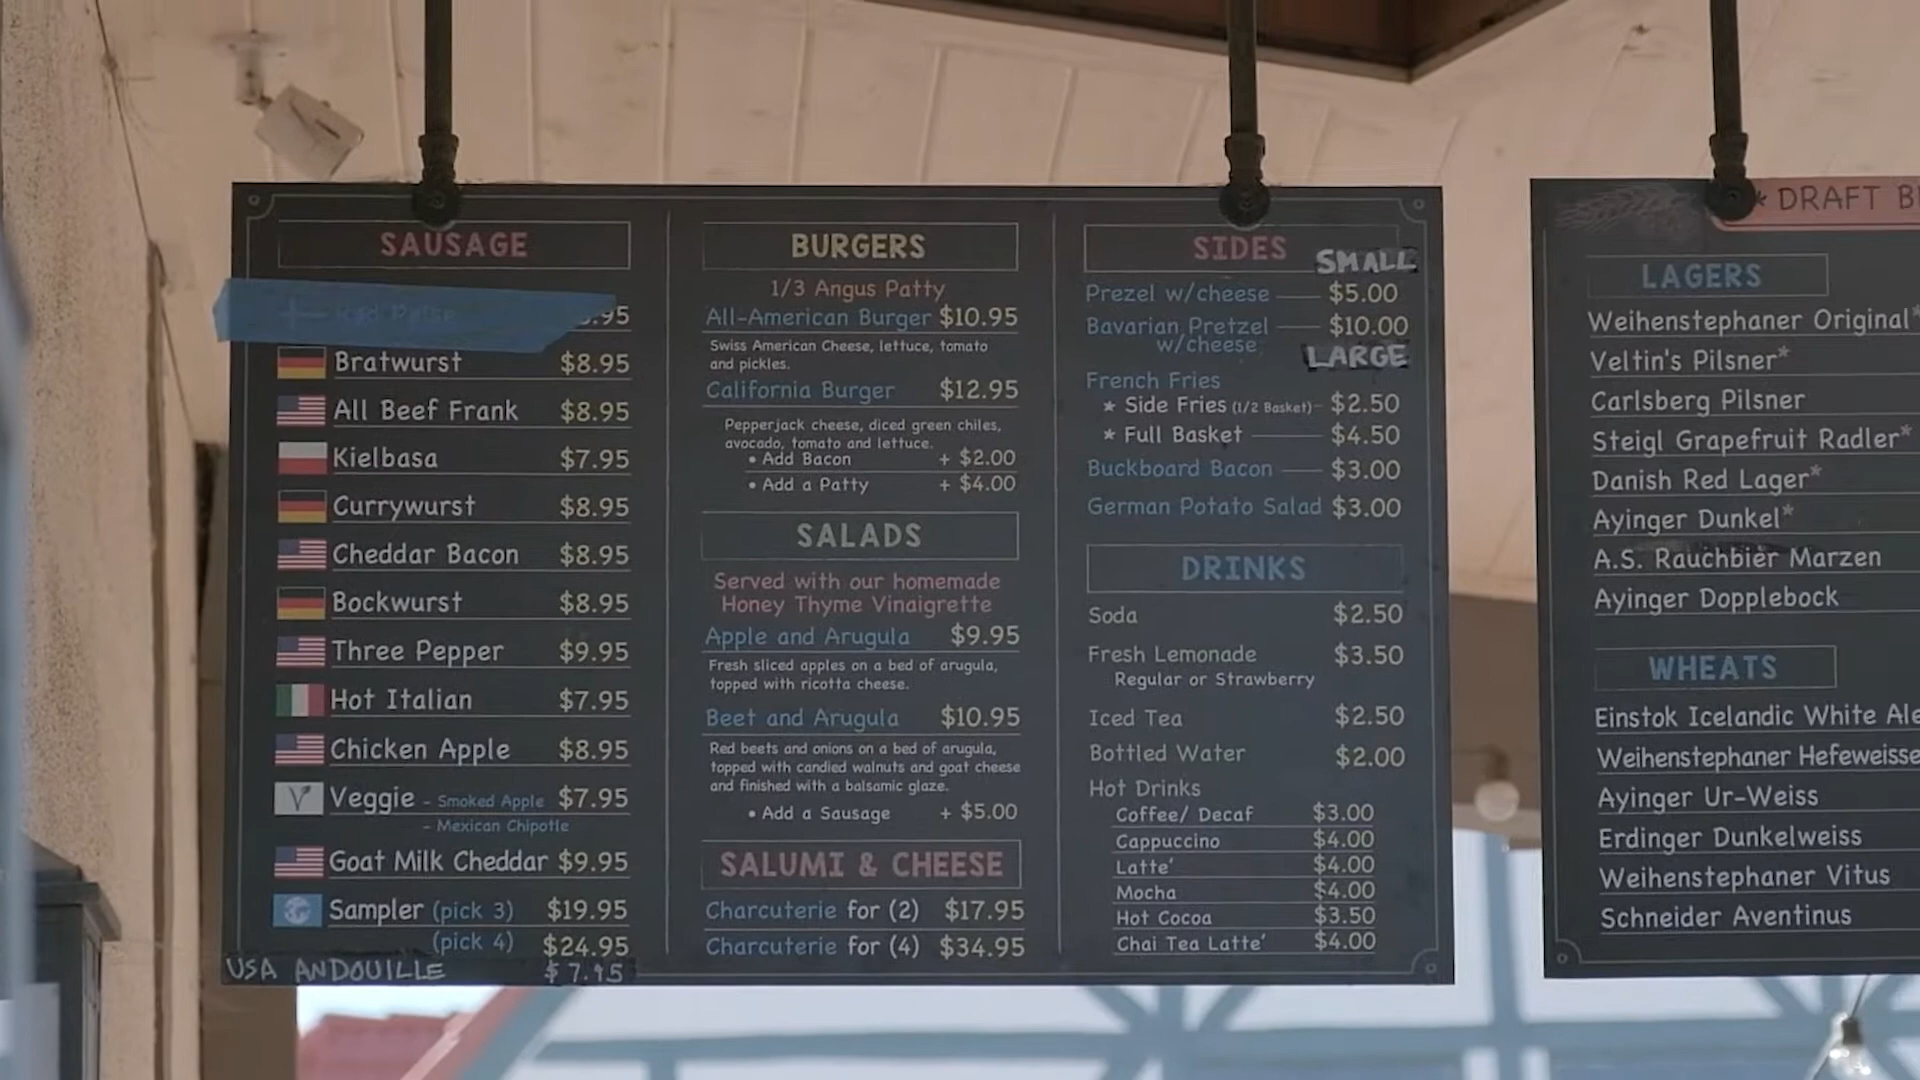 SAUSAGE
.95
Bratwurst $8.95
All Beef Frank $8.95
Kielbasa $7.95
Currywurst $8.95
Cheddar Bacon $8.95
Bockwurst $8.95
Three Pepper $9.95
Hot Italian $7.95
Chicken Apple $8.95
Veggie - Smoked Apple $7.95
- Mexican Chipotle
Goat Milk Cheddar $9.95
Sampler (pick 3) $19.95
(pick 4) $24.95
USA ANDOUILLE $7.95
BURGERS
1/3 Angus Patty
All-American Burger $10.95
Swiss American Cheese, lettuce, tomato
and pickles.
California Burger $12.95
Pepperjack cheese, diced green chiles,
avocado, tomato and lettuce.
• Add Bacon + $2.00
• Add a Patty + $4.00
SALADS
Served with our homemade
Honey Thyme Vinaigrette
Apple and Arugula $9.95
Fresh sliced apples on a bed of arugula,
topped with ricotta cheese.
Beet and Arugula $10.95
Red beets and onions on a bed of arugula,
topped with candied walnuts and goat cheese
and finished with a balsamic glaze.
• Add a Sausage + $5.00
SALUMI & CHEESE
Charcuterie for (2) $17.95
Charcuterie for (4) $34.95
SIDES
SMALL
Prezel w/cheese $5.00
Bavarian Pretzel $10.00
w/cheese
LARGE
French Fries
* Side Fries (1/2 Basket) $2.50
* Full Basket $4.50
Buckboard Bacon $3.00
German Potato Salad $3.00
DRINKS
Soda $2.50
Fresh Lemonade $3.50
Regular or Strawberry
Iced Tea $2.50
Bottled Water $2.00
Hot Drinks
Coffee/ Decaf $3.00
Cappuccino $4.00
Latte' $4.00
Mocha $4.00
Hot Cocoa $3.50
Chai Tea Latte' $4.00
* DRAFT B
LAGERS
Weihenstephaner Original*
Veltin's Pilsner*
Carlsberg Pilsner
Steigl Grapefruit Radler*
Danish Red Lager*
Ayinger Dunkel*
A.S. Rauchbier Marzen
Ayinger Dopplebock
WHEATS
Einstok Icelandic White Ale
Weihenstephaner Hefeweisse
Ayinger Ur-Weiss
Erdinger Dunkelweiss
Weihenstephaner Vitus
Schneider Aventinus